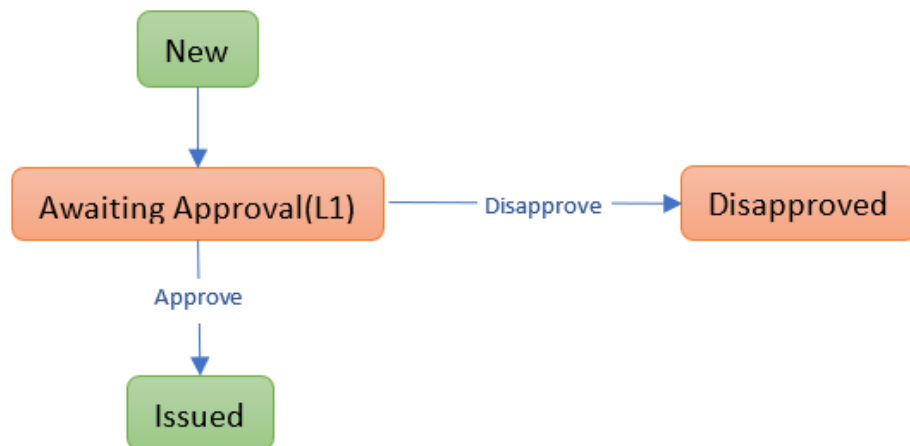 New
Awaiting Approval(L1)
Disapprove
Disapproved
Approve
Issued